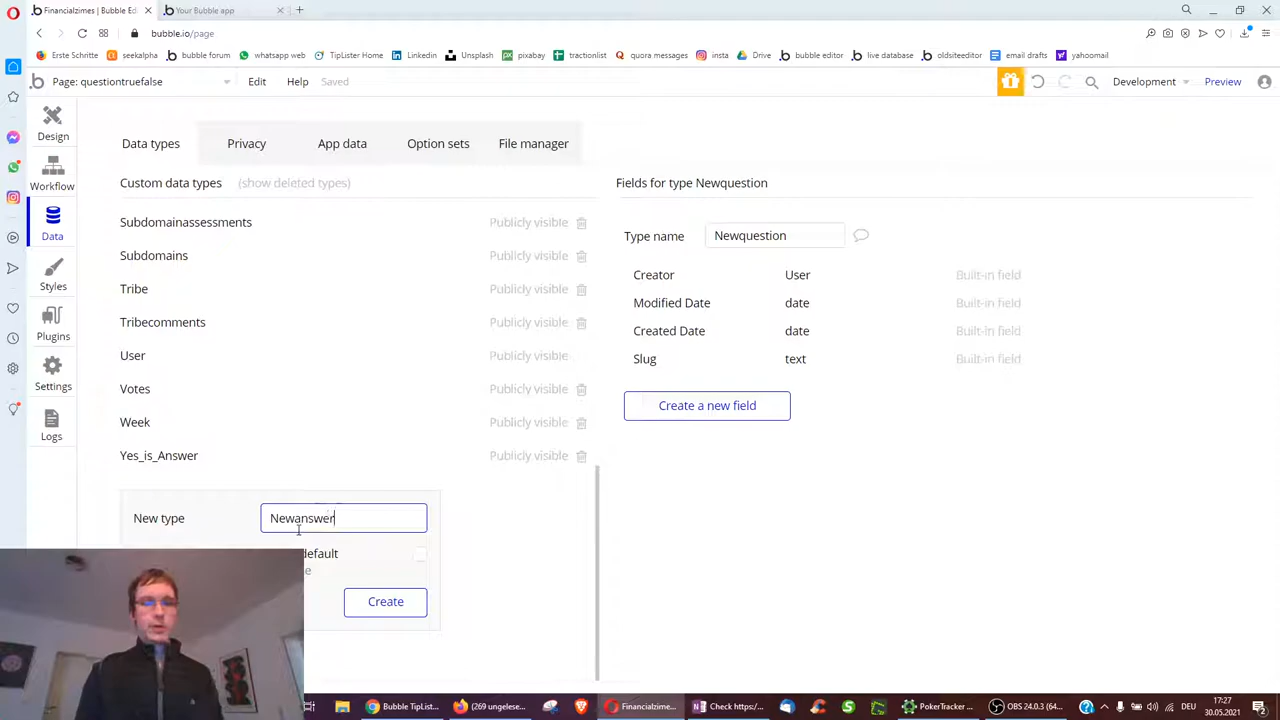 Financialzimes | Bubble Ed
Your Bubble app
bubble.io/page
Erste Schritte
seekalpha
bubble forum
whatsapp web
TipLister Home
Linkedin
Unsplash
pixabay
tractionlist
quora messages
insta
Drive
bubble editor
live database
oldsiteeditor
email drafts
yahoomail
Page: questiontruefalse
Edit
Help
Saved
Development
Preview
Design
Workflow
Data
Styles
Plugins
Settings
Logs
Data types
Privacy
App data
Option sets
File manager
Custom data types
(show deleted types)
Subdomainassessments Publicly visible
Subdomains Publicly visible
Tribe Publicly visible
Tribecomments Publicly visible
User Publicly visible
Votes Publicly visible
Week Publicly visible
Yes_is_Answer Publicly visible
New type Newanswer
default
Create
Fields for type Newquestion
Type name Newquestion
Creator User Built-in field
Modified Date date Built-in field
Created Date date Built-in field
Slug text Built-in field
Create a new field
Bubble TipList...
(269 ungelese...
Financialzimes...
Check https:/...
PokerTracker ...
OBS 24.0.3 (64...
DEU
17:27
30.05.2021